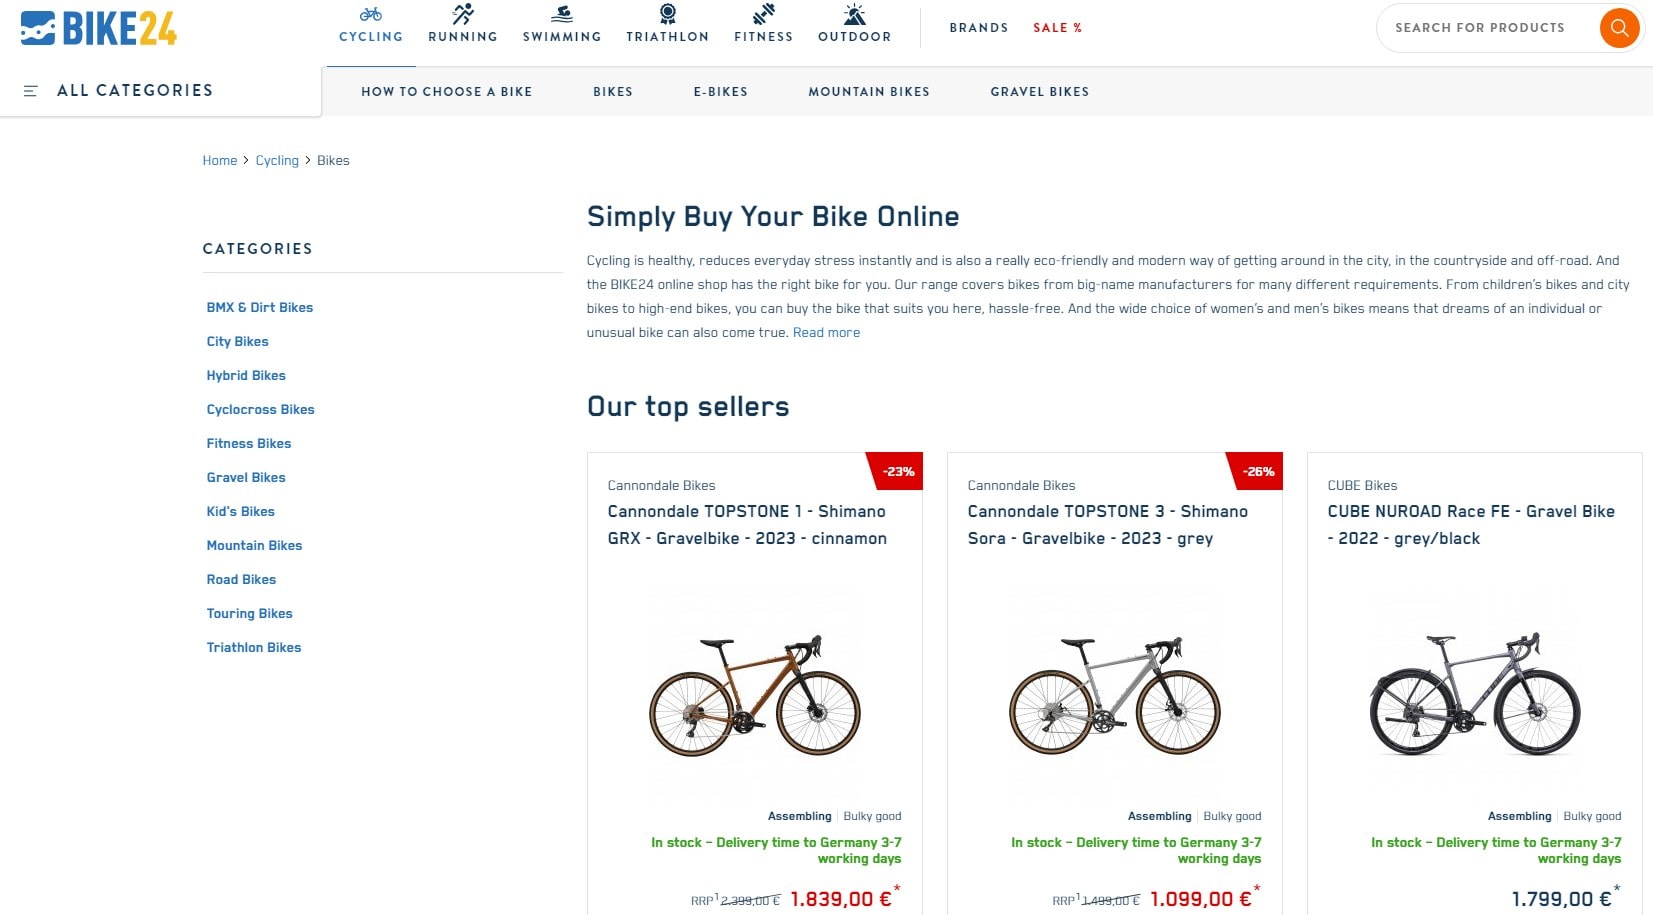 BIKE24
CYCLING
RUNNING
SWIMMING
TRIATHLON
FITNESS
OUTDOOR
BRANDS
SALE %
SEARCH FOR PRODUCTS
ALL CATEGORIES
HOW TO CHOOSE A BIKE
BIKES
E-BIKES
MOUNTAIN BIKES
GRAVEL BIKES
Home > Cycling > Bikes
CATEGORIES
BMX & Dirt Bikes
City Bikes
Hybrid Bikes
Cyclocross Bikes
Fitness Bikes
Gravel Bikes
Kid's Bikes
Mountain Bikes
Road Bikes
Touring Bikes
Triathlon Bikes
Simply Buy Your Bike Online
Cycling is healthy, reduces everyday stress instantly and is also a really eco-friendly and modern way of getting around in the city, in the countryside and off-road. And
the BIKE24 online shop has the right bike for you. Our range covers bikes from big-name manufacturers for many different requirements. From children's bikes and city
bikes to high-end bikes, you can buy the bike that suits you here, hassle-free. And the wide choice of women's and men's bikes means that dreams of an individual or
unusual bike can also come true. Read more
Our top sellers
-23%
Cannondale Bikes
Cannondale TOPSTONE 1 - Shimano
GRX - Gravelbike - 2023 - cinnamon
Assembling | Bulky good
In stock – Delivery time to Germany 3-7
working days
RRP¹ 2.399,00 € 1.839,00 €*
-26%
Cannondale Bikes
Cannondale TOPSTONE 3 - Shimano
Sora - Gravelbike - 2023 - grey
Assembling | Bulky good
In stock – Delivery time to Germany 3-7
working days
RRP¹ 1.499,00 € 1.099,00 €*
CUBE Bikes
CUBE NUROAD Race FE - Gravel Bike
- 2022 - grey/black
Assembling | Bulky good
In stock – Delivery time to Germany 3-7
working days
1.799,00 €*